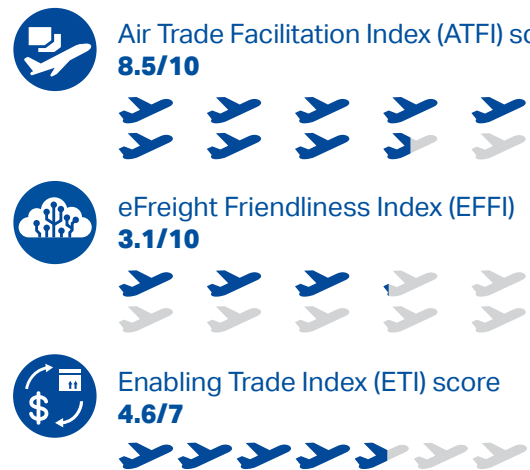 Air Trade Facilitation Index (ATFI) sc
8.5/10
eFreight Friendliness Index (EFFI)
3.1/10
$
Enabling Trade Index (ETI) score
4.6/7